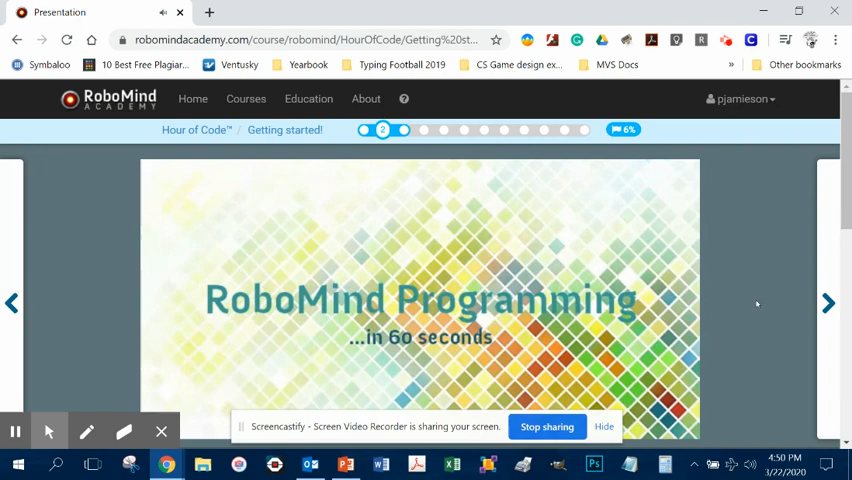 Presentation
robomindacademy.com/course/robomind/HourOfCode/Getting%20st...
Symbaloo
10 Best Free Plagiar...
Ventusky
Yearbook
Typing Football 2019
CS Game design ex...
MVS Docs
»
Other bookmarks
RoboMind
ACADEMY
Home
Courses
Education
About
pjamieson
Hour of Code™ / Getting started!
2
6%
RoboMind Programming
...in 60 seconds
Screencastify - Screen Video Recorder is sharing your screen.
Stop sharing
Hide
4:50 PM
3/22/2020